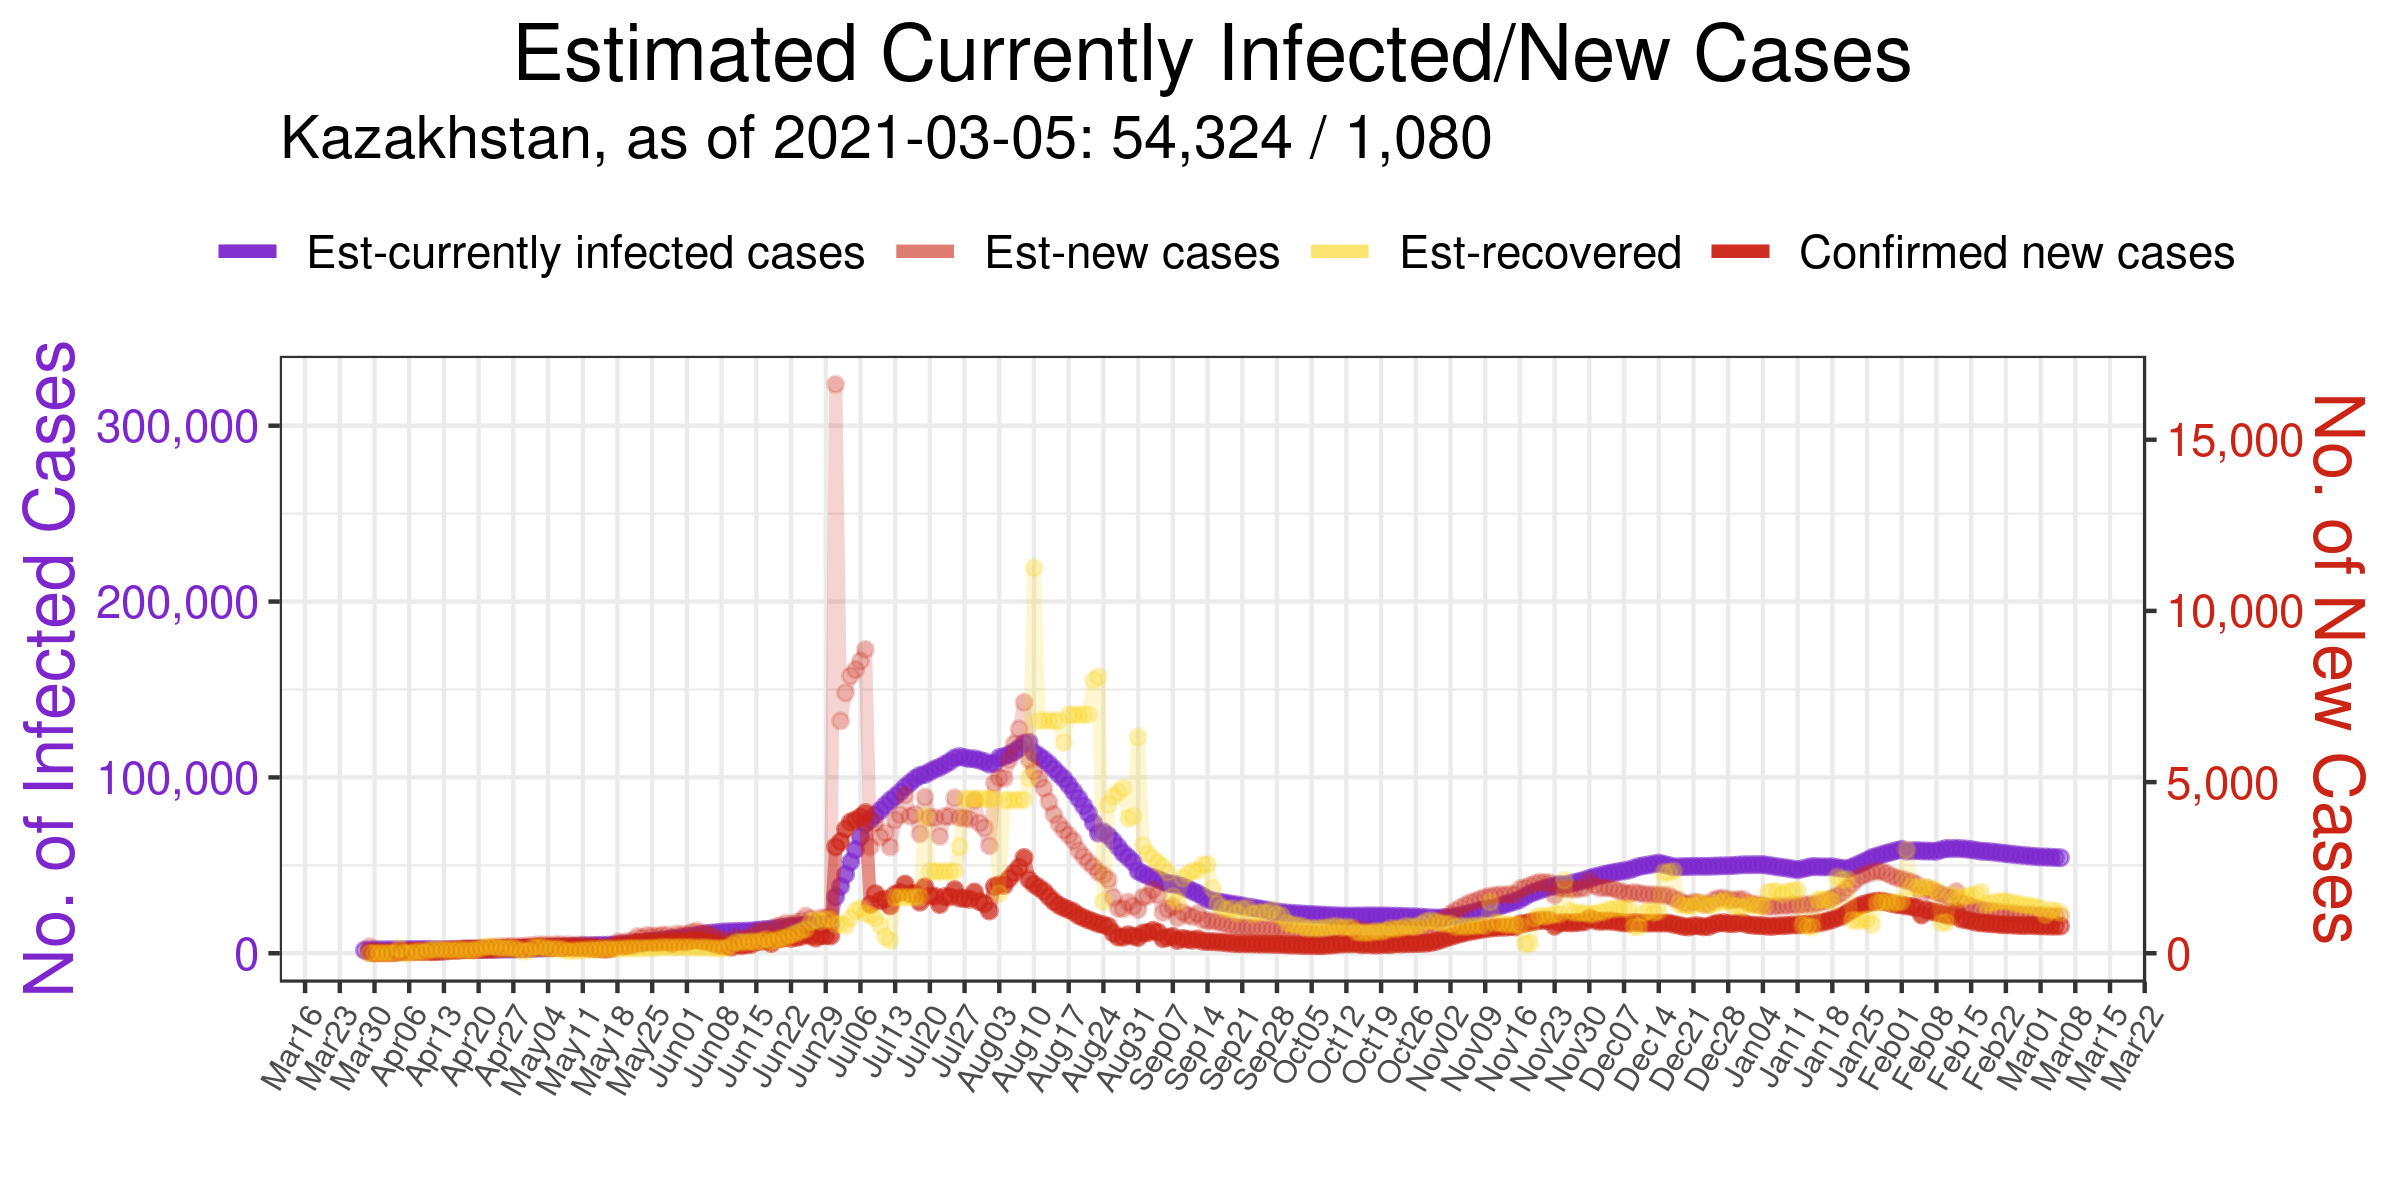 Estimated Currently Infected/New Cases
Kazakhstan, as of 2021-03-05: 54,324 / 1,080
Est-currently infected cases Est-new cases Est-recovered Confirmed new cases
No. of Infected Cases
300,000
200,000
100,000
0
15,000
10,000
5,000
0
No. of New Cases
Mar16 Mar23 Mar30 Apr06 Apr13 Apr20 Apr27 May04 May11 May18 May25 Jun01 Jun08 Jun15 Jun22 Jun29 Jul06 Jul13 Jul20 Jul27 Aug03 Aug10 Aug17 Aug24 Aug31 Sep07 Sep14 Sep21 Sep28 Oct05 Oct12 Oct19 Oct26 Nov02 Nov09 Nov16 Nov23 Nov30 Dec07 Dec14 Dec21 Dec28 Jan04 Jan11 Jan18 Jan25 Feb01 Feb08 Feb15 Feb22 Mar01 Mar08 Mar15 Mar22